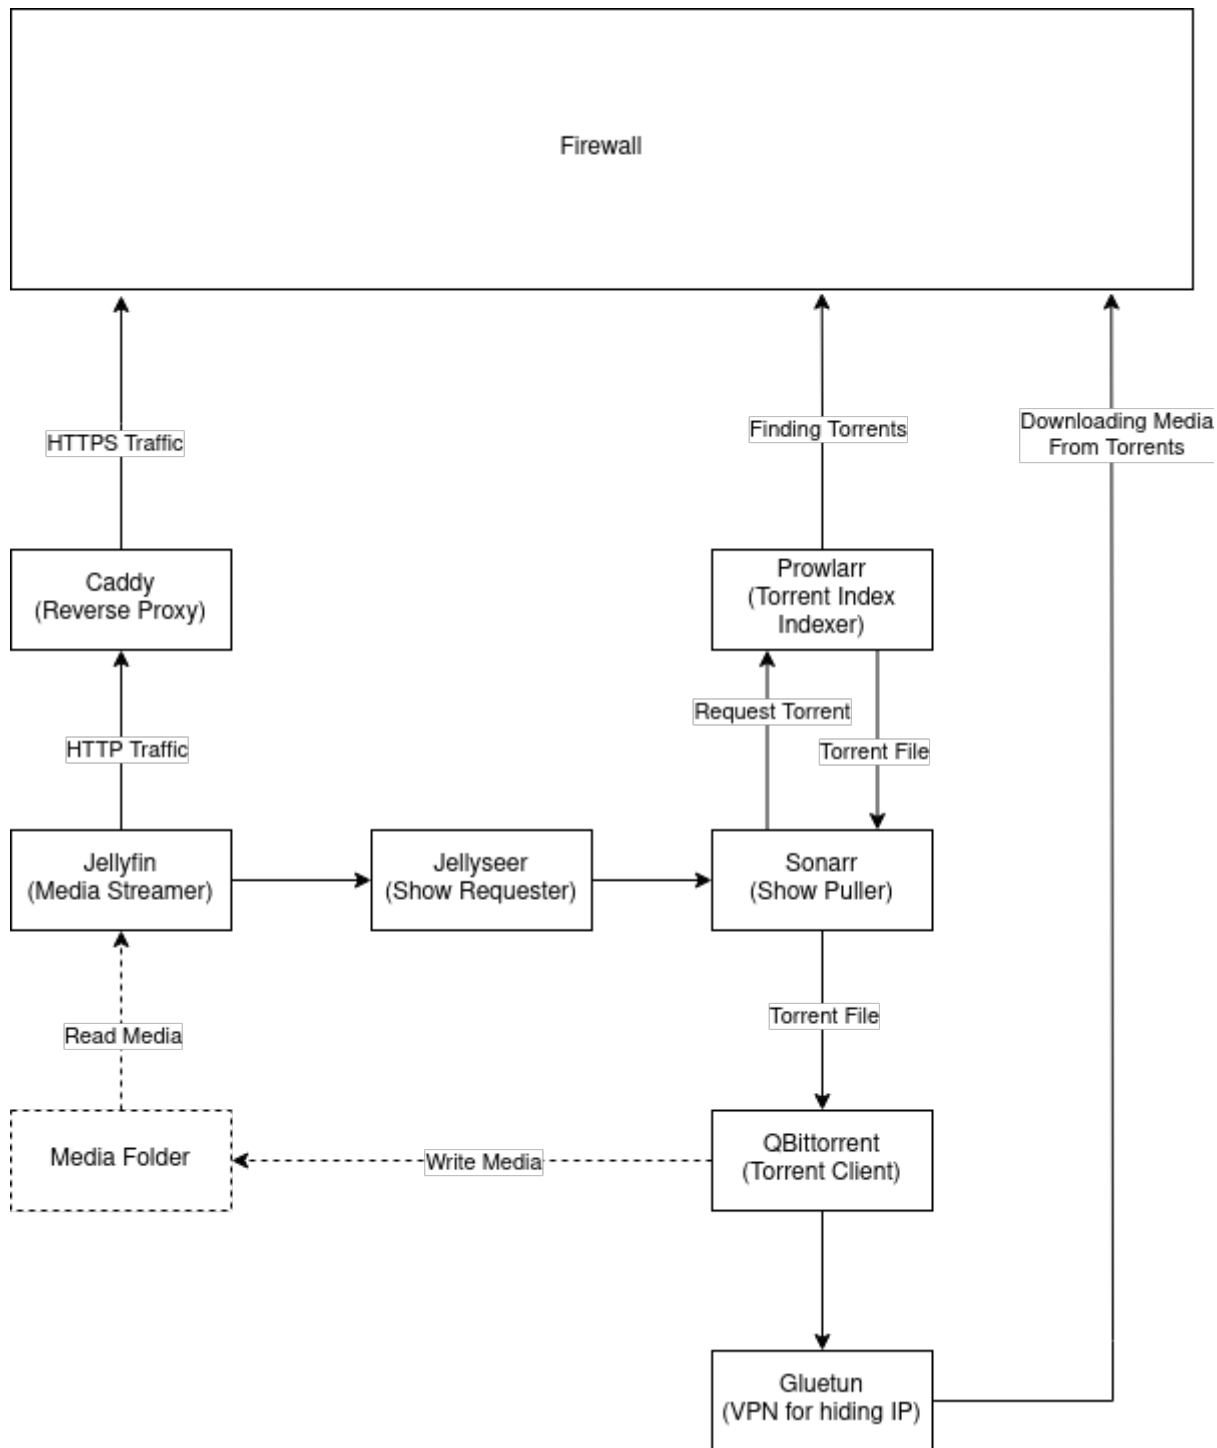 Firewall
HTTPS Traffic
Finding Torrents
Downloading Media
From Torrents
Caddy
(Reverse Proxy)
Prowlarr
(Torrent Index
Indexer)
Request Torrent
HTTP Traffic
Torrent File
Jellyfin
(Media Streamer)
Jellyseer
(Show Requester)
Sonarr
(Show Puller)
Torrent File
Read Media
Media Folder
Write Media
QBittorrent
(Torrent Client)
Gluetun
(VPN for hiding IP)